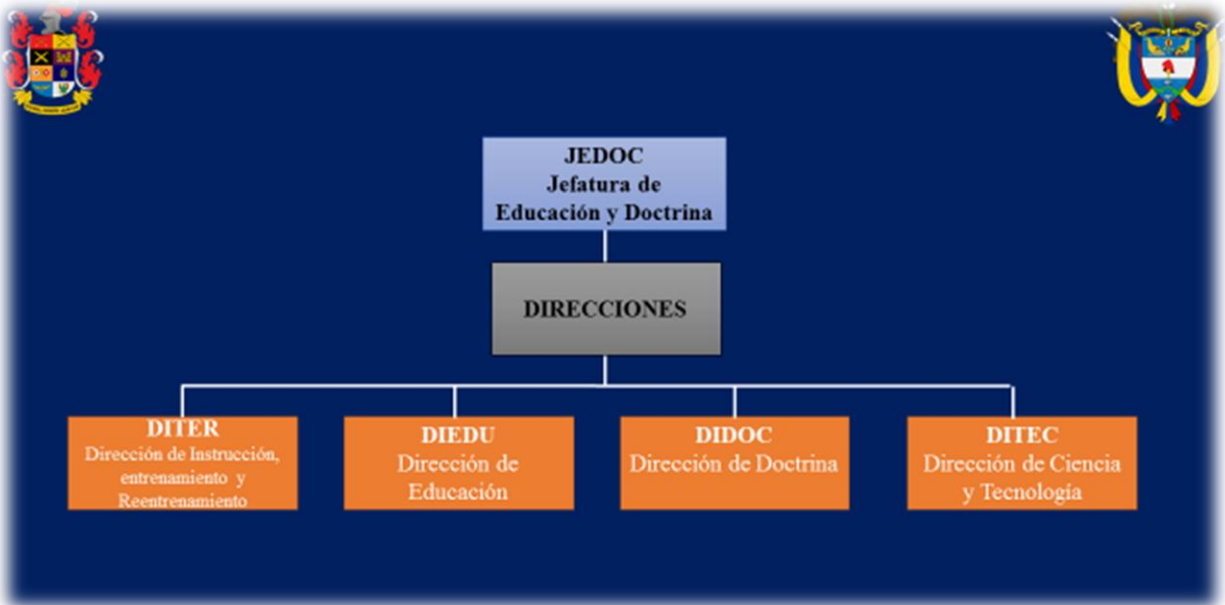 JEDOC
Jefatura de
Educación y Doctrina
DIRECCIONES
DITER
Dirección de Instrucción,
entrenamiento y
Reentrenamiento
DIEDU
Dirección de
Educación
DIDOC
Dirección de Doctrina
DITEC
Dirección de Ciencia
y Tecnología